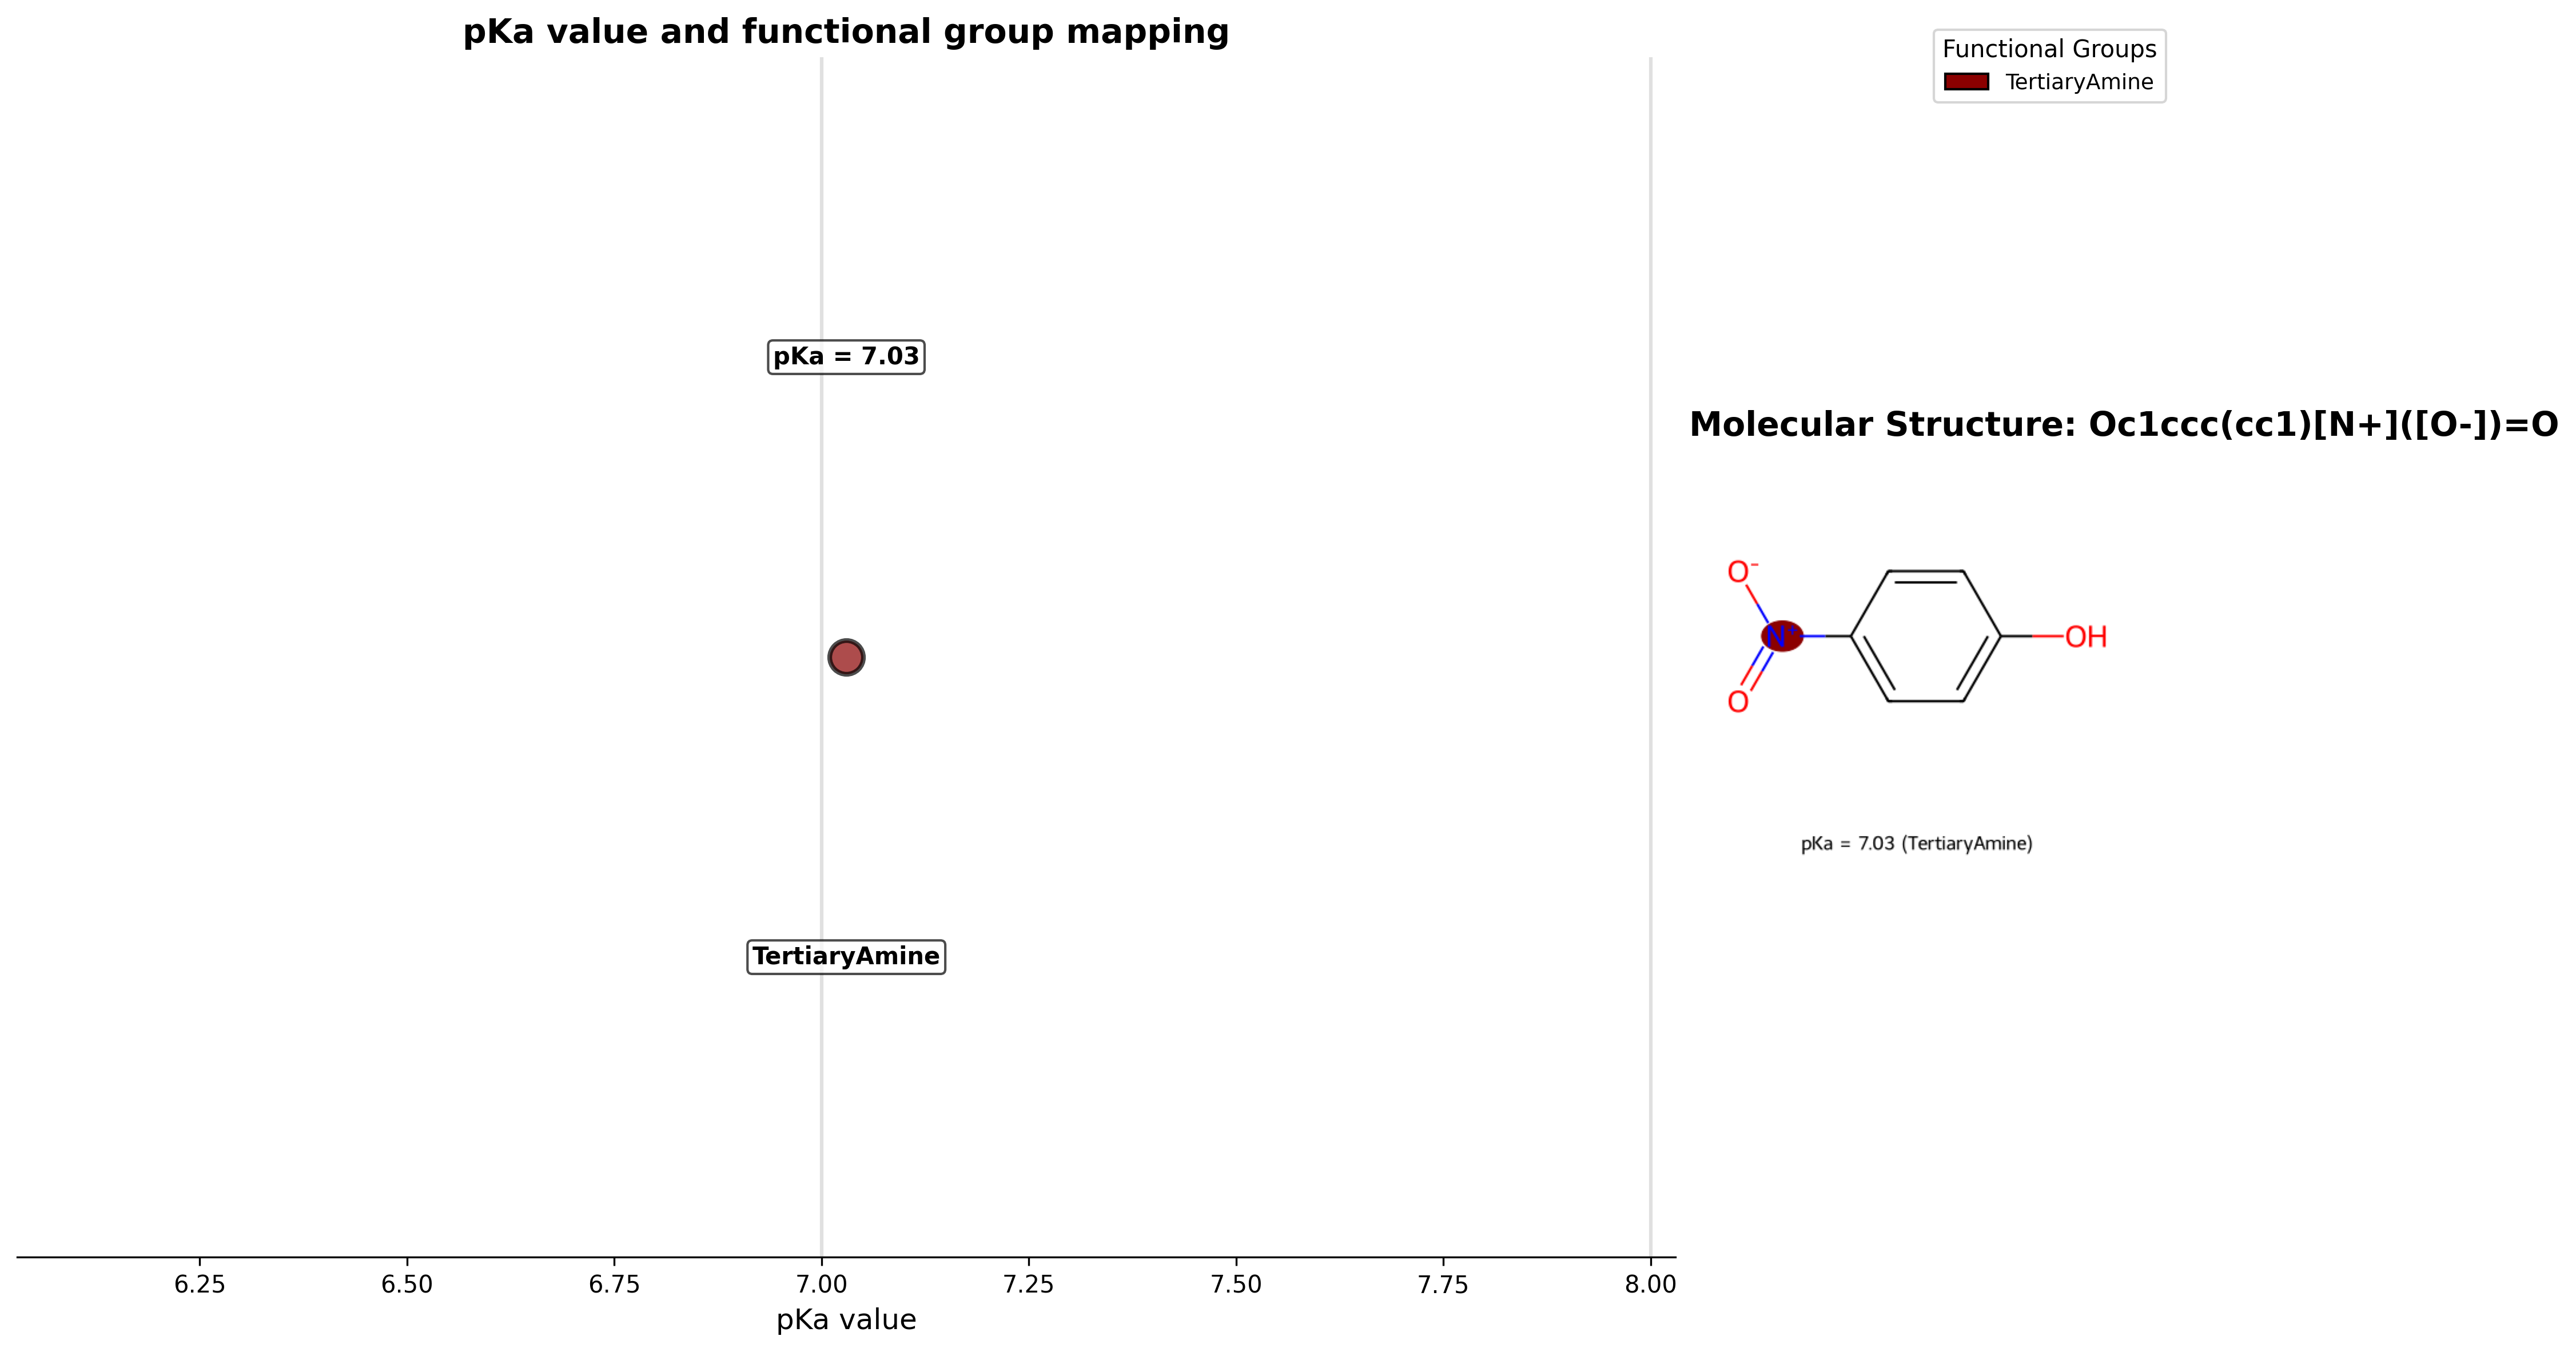 pKa value and functional group mapping
Functional Groups
TertiaryAmine
pKa = 7.03
Molecular Structure: Oc1ccc(cc1)[N+]([O-])=O
O-
N+
OH
O
pKa = 7.03 (TertiaryAmine)
TertiaryAmine
6.25 6.50 6.75 7.00 7.25 7.50 7.75 8.00
pKa value